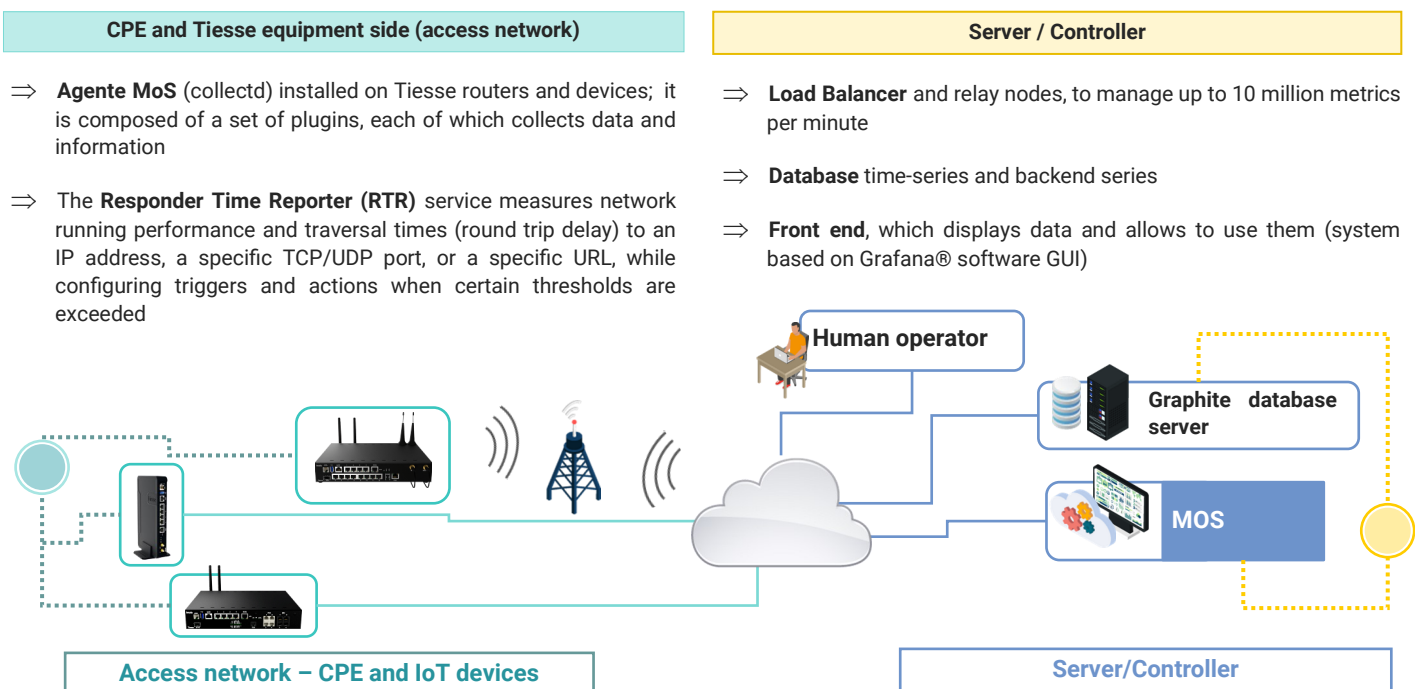 CPE and Tiesse equipment side (access network)
⇒ Agente MoS (collectd) installed on Tiesse routers and devices; it
is composed of a set of plugins, each of which collects data and
information
⇒ The Responder Time Reporter (RTR) service measures network
running performance and traversal times (round trip delay) to an
IP address, a specific TCP/UDP port, or a specific URL, while
configuring triggers and actions when certain thresholds are
exceeded
Server / Controller
⇒ Load Balancer and relay nodes, to manage up to 10 million metrics
per minute
⇒ Database time-series and backend series
⇒ Front end, which displays data and allows to use them (system
based on Grafana® software GUI)
Human operator
Graphite database
server
MOS
Access network – CPE and IoT devices
Server/Controller